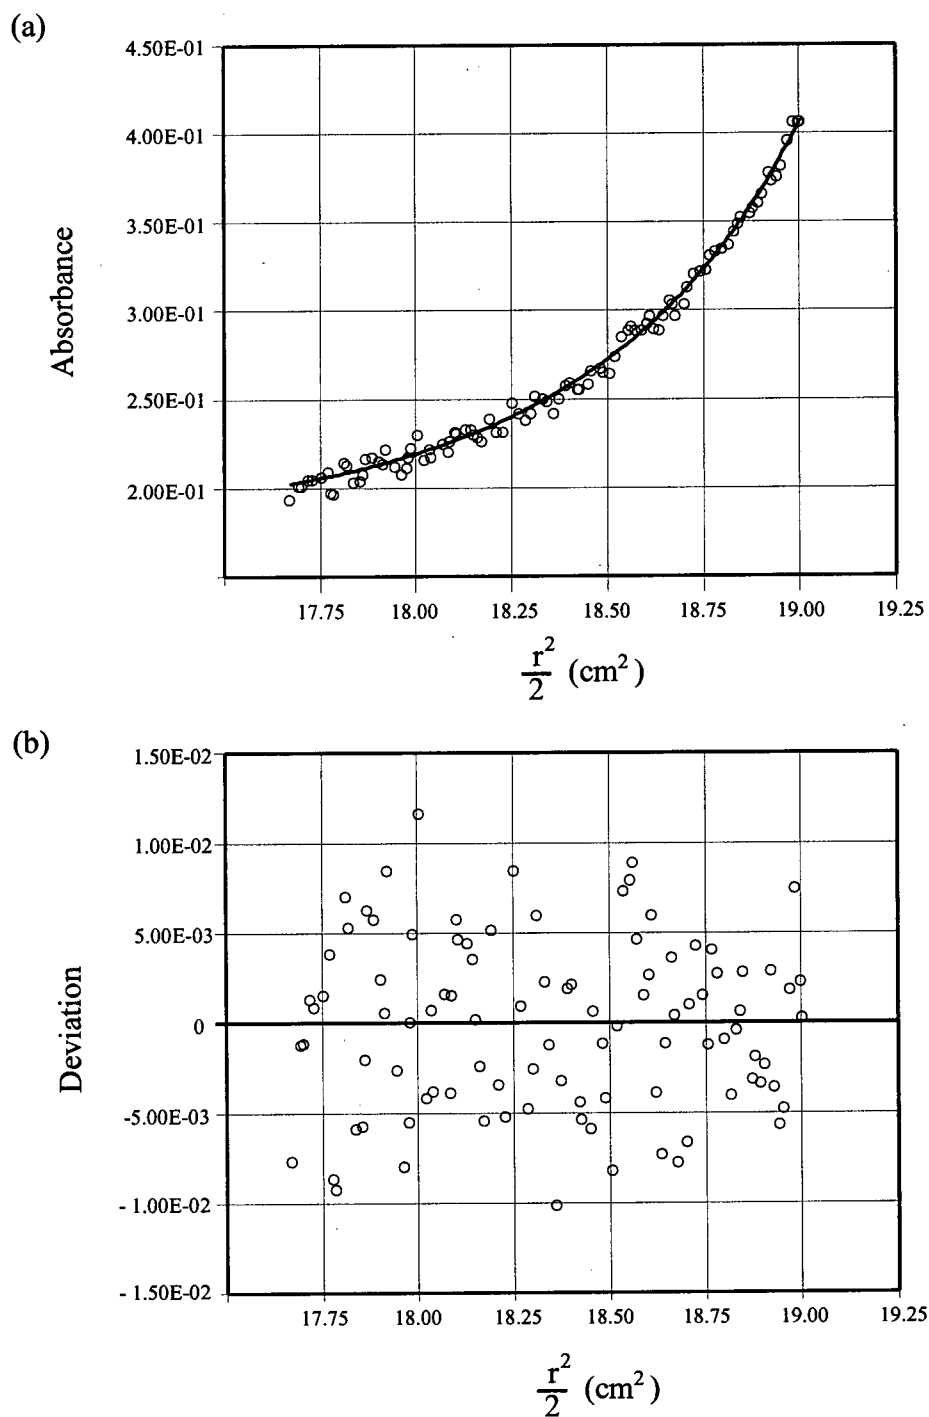 (a)
4.50E-01
4.00E-01
3.50E-01
3.00E-01
2.50E-01
2.00E-01
Absorbance
17.75 18.00 18.25 18.50 18.75 19.00 19.25
r²/2 (cm²)
(b)
1.50E-02
1.00E-02
5.00E-03
0
-5.00E-03
- 1.00E-02
- 1.50E-02
Deviation
17.75 18.00 18.25 18.50 18.75 19.00 19.25
r²/2 (cm²)